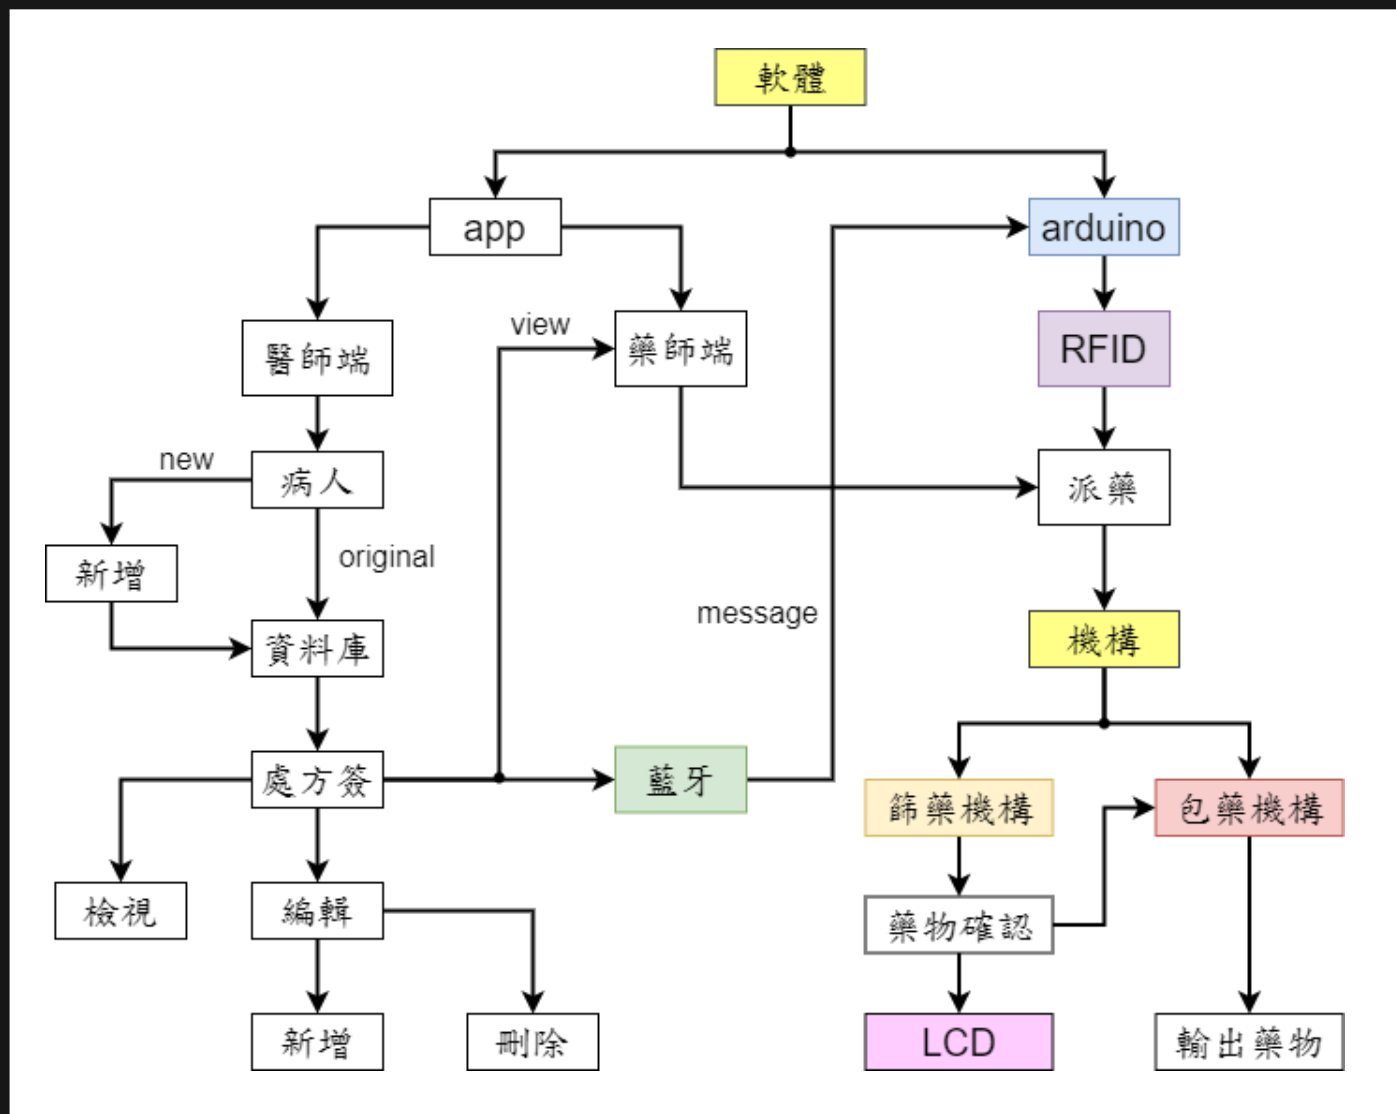 軟體
app
arduino
醫師端
view
藥師端
RFID
new
病人
派藥
original
新增
message
資料庫
機構
處方簽
藍牙
篩藥機構
包藥機構
檢視
編輯
藥物確認
新增
刪除
LCD
輸出藥物